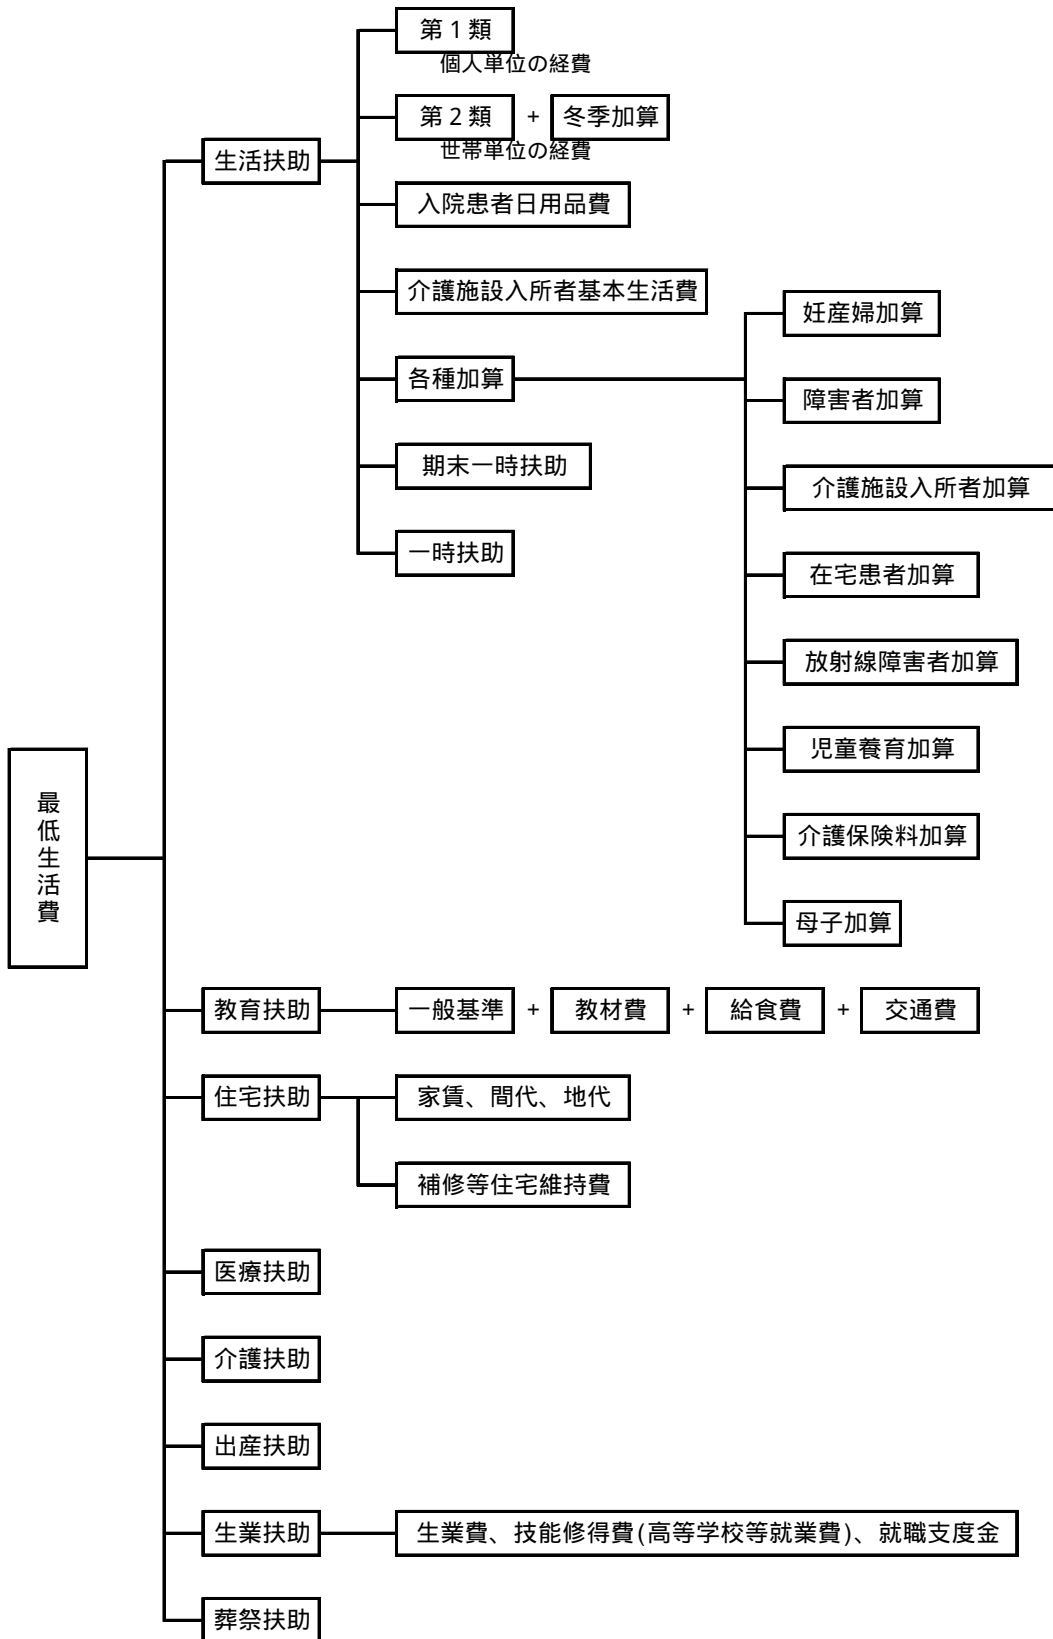 第1類
個人単位の経費
第2類 + 冬季加算
世帯単位の経費
生活扶助
入院患者日用品費
介護施設入所者基本生活費
各種加算
期末一時扶助
一時扶助
妊産婦加算
障害者加算
介護施設入所者加算
在宅患者加算
放射線障害者加算
児童養育加算
介護保険料加算
母子加算
最低生活費
教育扶助
一般基準 + 教材費 + 給食費 + 交通費
住宅扶助
家賃、間代、地代
補修等住宅維持費
医療扶助
介護扶助
出産扶助
生業扶助
生業費、技能修得費(高等学校等就業費)、就職支度金
葬祭扶助